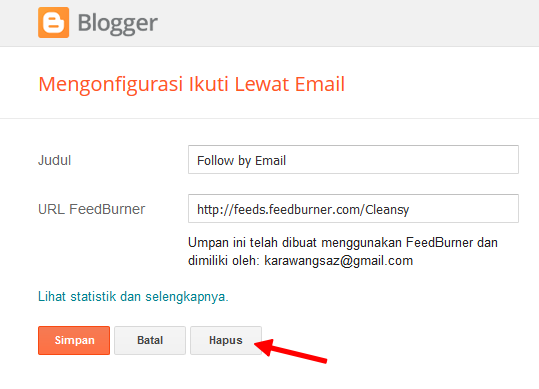 Blogger
Mengonfigurasi Ikuti Lewat Email
Judul
Follow by Email
URL FeedBurner
http://feeds.feedburner.com/Cleansy
Umpan ini telah dibuat menggunakan FeedBurner dan
dimiliki oleh: karawangsaz@gmail.com
Lihat statistik dan selengkapnya.
Simpan
Batal
Hapus